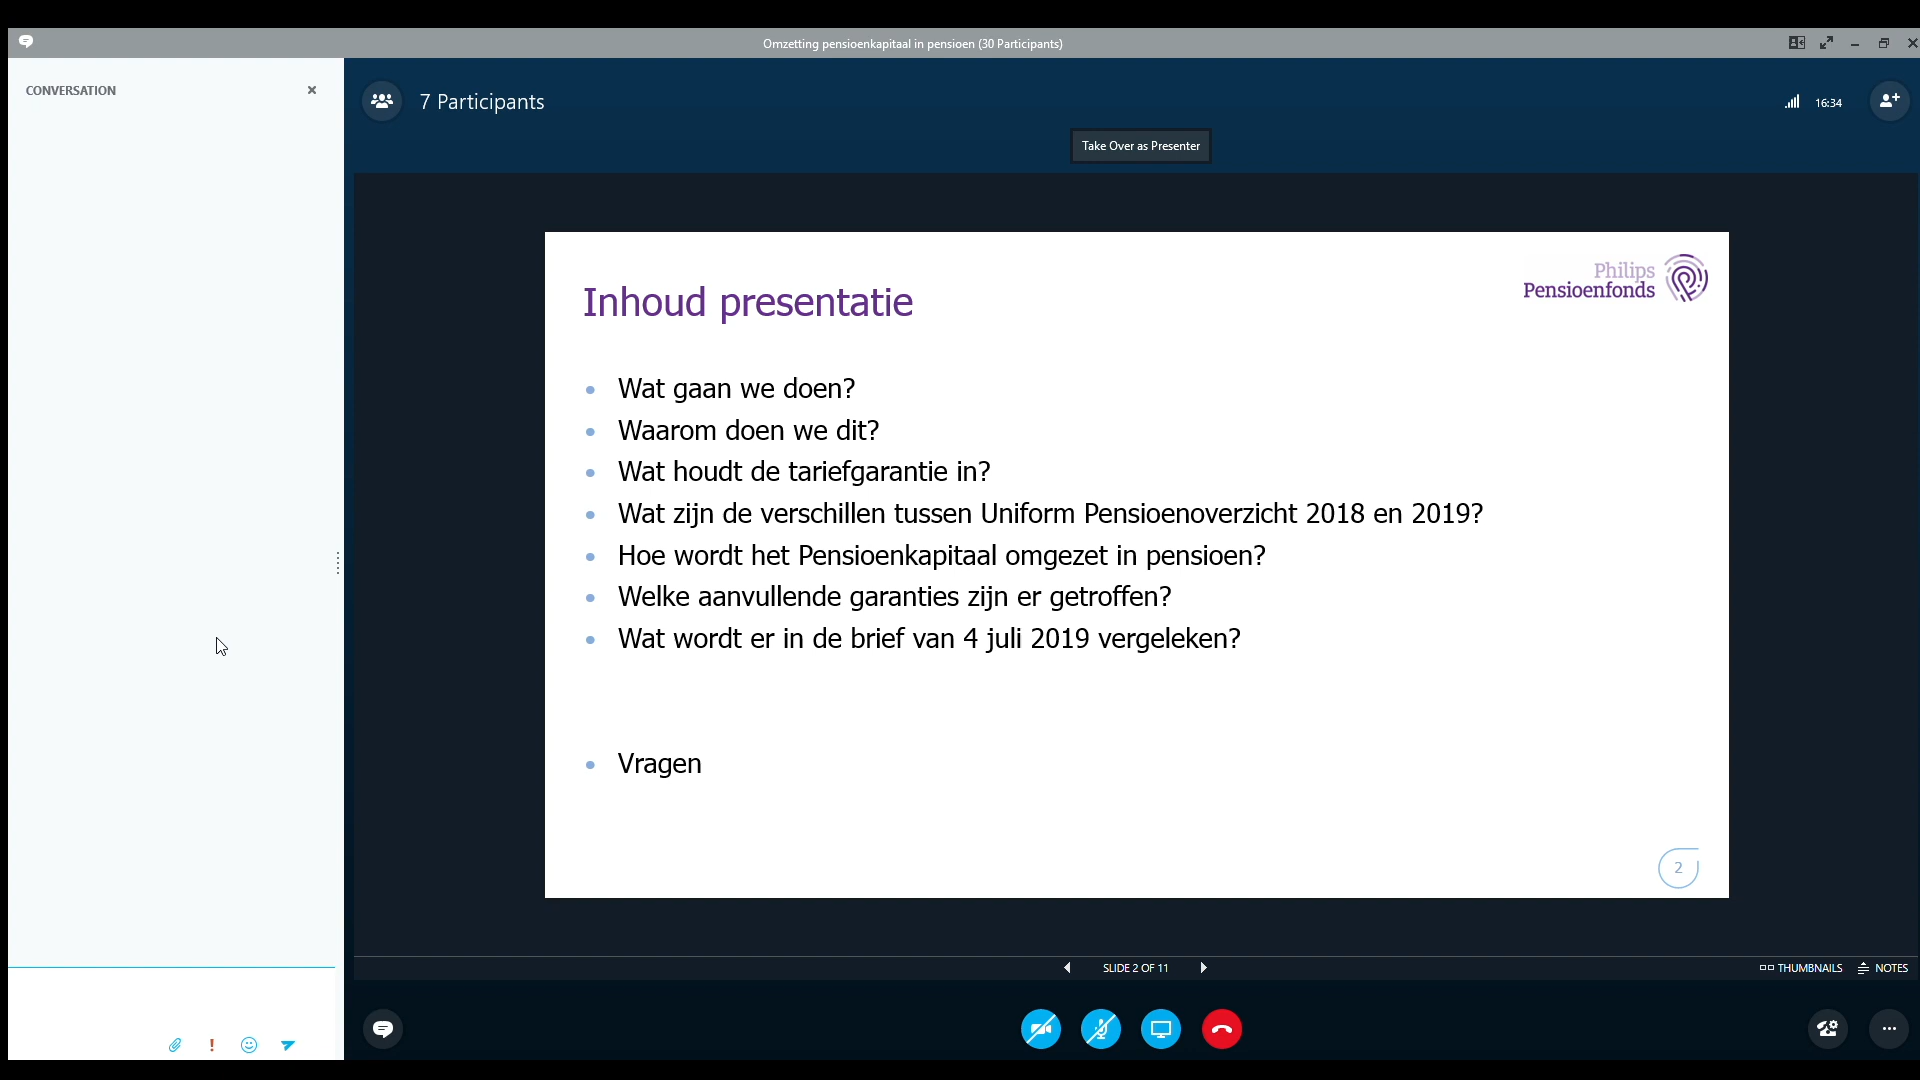 Omzetting pensioenkapitaal in pensioen (30 Participants)
CONVERSATION
7 Participants
16:34
Take Over as Presenter
Philips
Pensioenfonds
Inhoud presentatie
• Wat gaan we doen?
• Waarom doen we dit?
• Wat houdt de tariefgarantie in?
• Wat zijn de verschillen tussen Uniform Pensioenoverzicht 2018 en 2019?
• Hoe wordt het Pensioenkapitaal omgezet in pensioen?
• Welke aanvullende garanties zijn er getroffen?
• Wat wordt er in de brief van 4 juli 2019 vergeleken?
• Vragen
2
SLIDE 2 OF 11
THUMBNAILS
NOTES